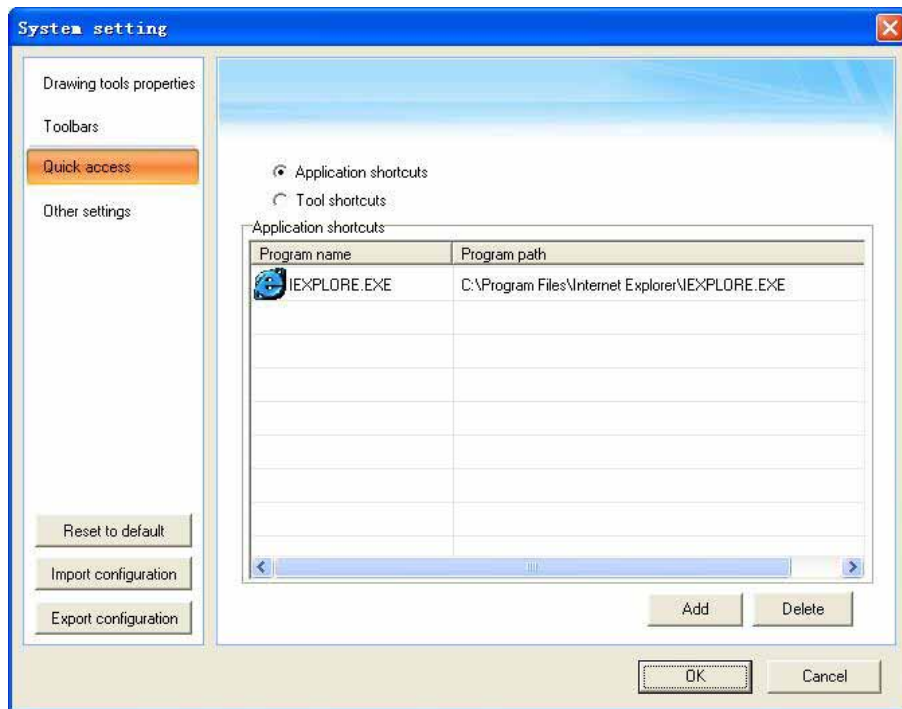 System setting
Drawing tools properties
Toolbars
Quick access
Other settings
Reset to default
Import configuration
Export configuration
Application shortcuts
Tool shortcuts
Application shortcuts
Program name Program path
IEXPLORE.EXE C:\Program Files\Internet Explorer\IEXPLORE.EXE
Add Delete
OK Cancel